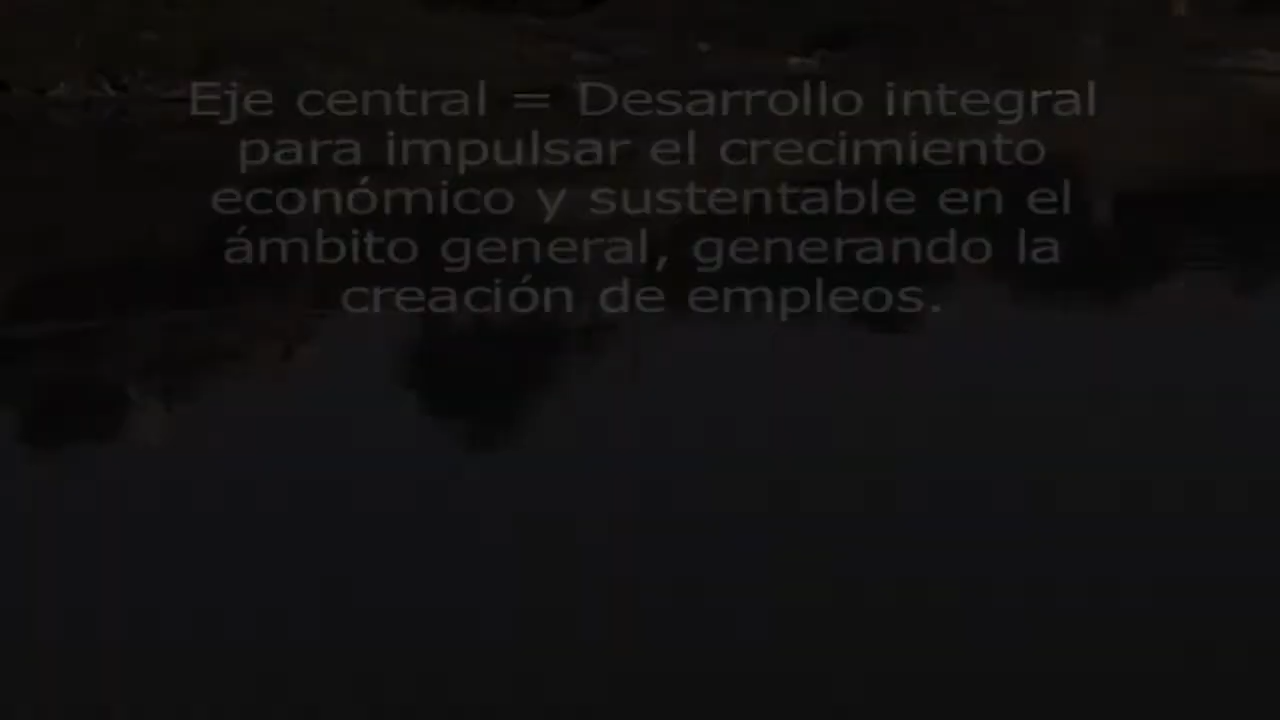 Eje central = Desarrollo integral
para impulsar el crecimiento
económico y sustentable en el
ámbito general, generando la
creación de empleos.